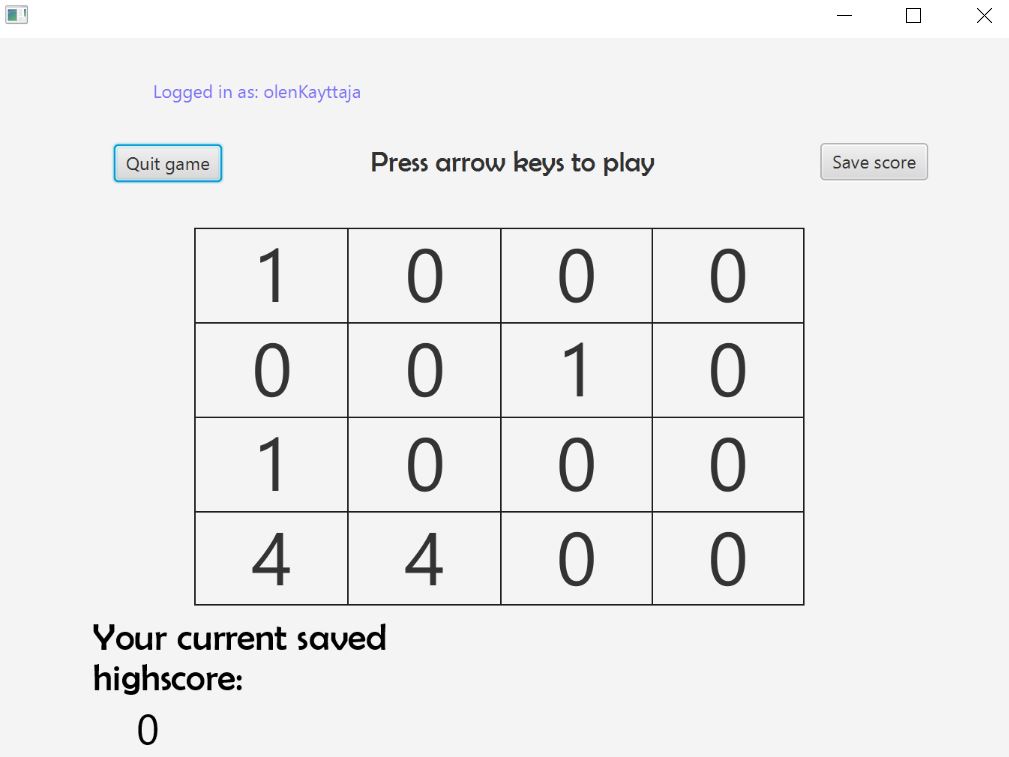 Logged in as: olenKayttaja
Quit game Press arrow keys to play Save score
1 0 0 0
0 0 1 0
1 0 0 0
4 4 0 0
Your current saved
highscore:
0